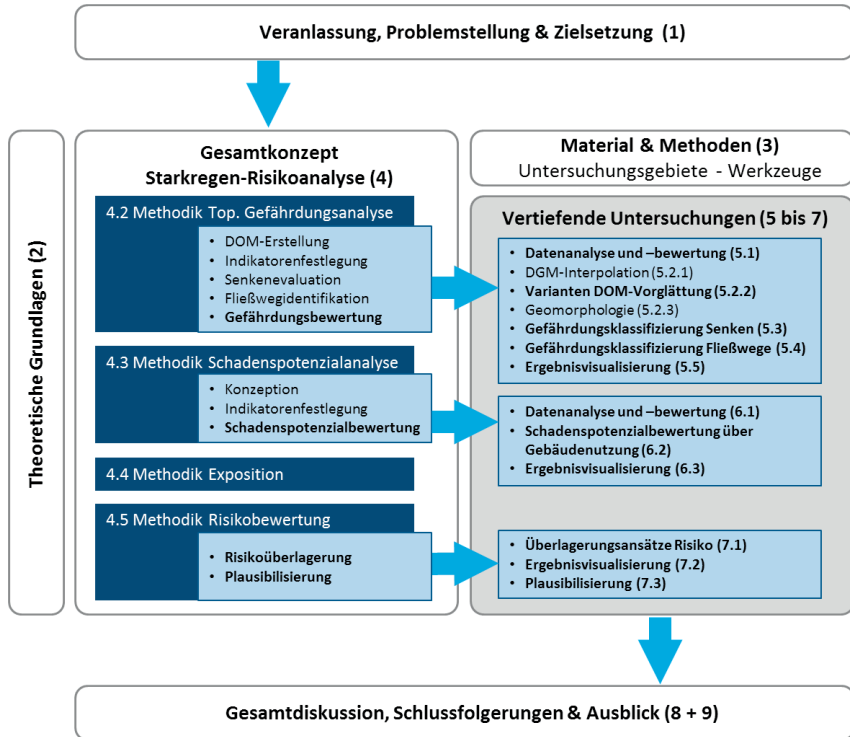 Veranlassung, Problemstellung & Zielsetzung (1)
Theoretische Grundlagen (2)
Gesamtkonzept
Starkregen-Risikoanalyse (4)
4.2 Methodik Top. Gefährdungsanalyse
• DOM-Erstellung
• Indikatorenfestlegung
• Senkenevaluation
• Fließwegidentifikation
• Gefährdungsbewertung
4.3 Methodik Schadenspotenzialanalyse
• Konzeption
• Indikatorenfestlegung
• Schadenspotenzialbewertung
4.4 Methodik Exposition
4.5 Methodik Risikobewertung
• Risikoüberlagerung
• Plausibilisierung
Material & Methoden (3)
Untersuchungsgebiete - Werkzeuge
Vertiefende Untersuchungen (5 bis 7)
• Datenanalyse und –bewertung (5.1)
• DGM-Interpolation (5.2.1)
• Varianten DOM-Vorglättung (5.2.2)
• Geomorphologie (5.2.3)
• Gefährdungsklassifizierung Senken (5.3)
• Gefährdungsklassifizierung Fließwege (5.4)
• Ergebnisvisualisierung (5.5)
• Datenanalyse und –bewertung (6.1)
• Schadenspotenzialbewertung über
Gebäudenutzung (6.2)
• Ergebnisvisualisierung (6.3)
• Überlagerungsansätze Risiko (7.1)
• Ergebnisvisualisierung (7.2)
• Plausibilisierung (7.3)
Gesamtdiskussion, Schlussfolgerungen & Ausblick (8 + 9)